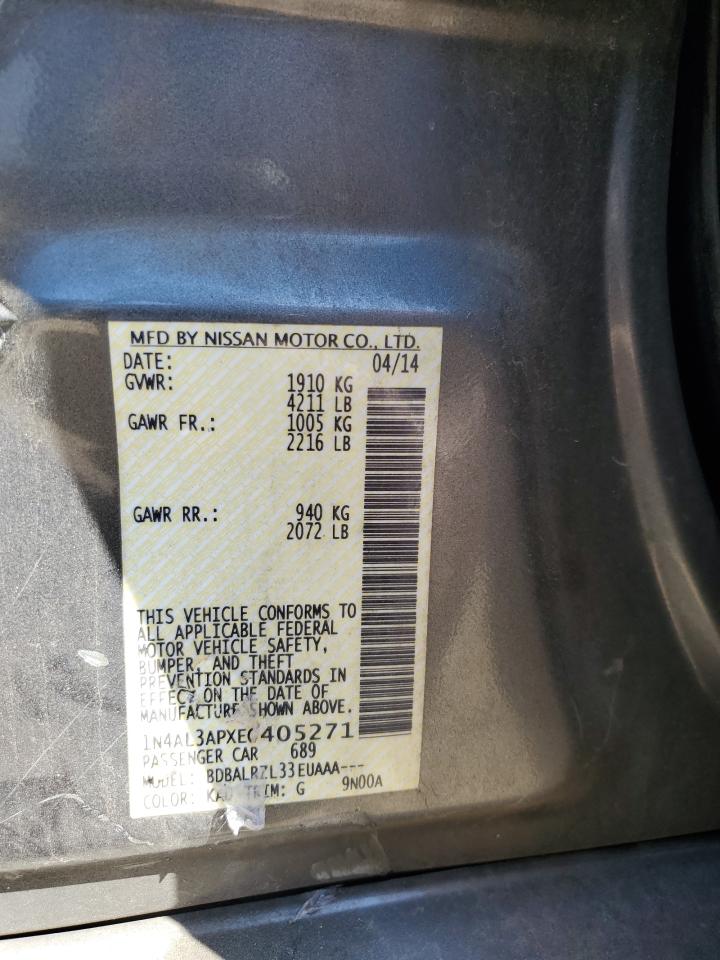 MFD BY NISSAN MOTOR CO., LTD.
DATE: 04/14
GVWR: 1910 KG
4211 LB
GAWR FR.: 1005 KG
2216 LB
GAWR RR.: 940 KG
2072 LB
THIS VEHICLE CONFORMS TO
ALL APPLICABLE FEDERAL
MOTOR VEHICLE SAFETY,
BUMPER, AND THEFT
PREVENTION STANDARDS IN
EFFECT ON THE DATE OF
MANUFACTURE SHOWN ABOVE.
1N4AL3APXEC405271
PASSENGER CAR 689
MODEL: BDBALRZL33EUAAA---
COLOR: KAD TRIM: G 9N00A